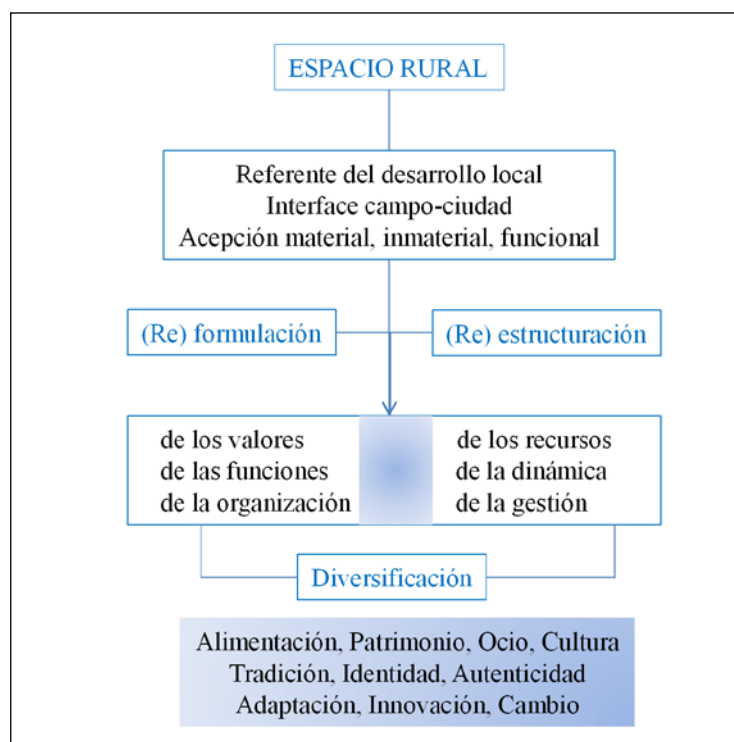 ESPACIO RURAL
Referente del desarrollo local
Interface campo-ciudad
Acepción material, inmaterial, funcional
(Re) formulación
(Re) estructuración
de los valores
de las funciones
de la organización
de los recursos
de la dinámica
de la gestión
Diversificación
Alimentación, Patrimonio, Ocio, Cultura
Tradición, Identidad, Autenticidad
Adaptación, Innovación, Cambio